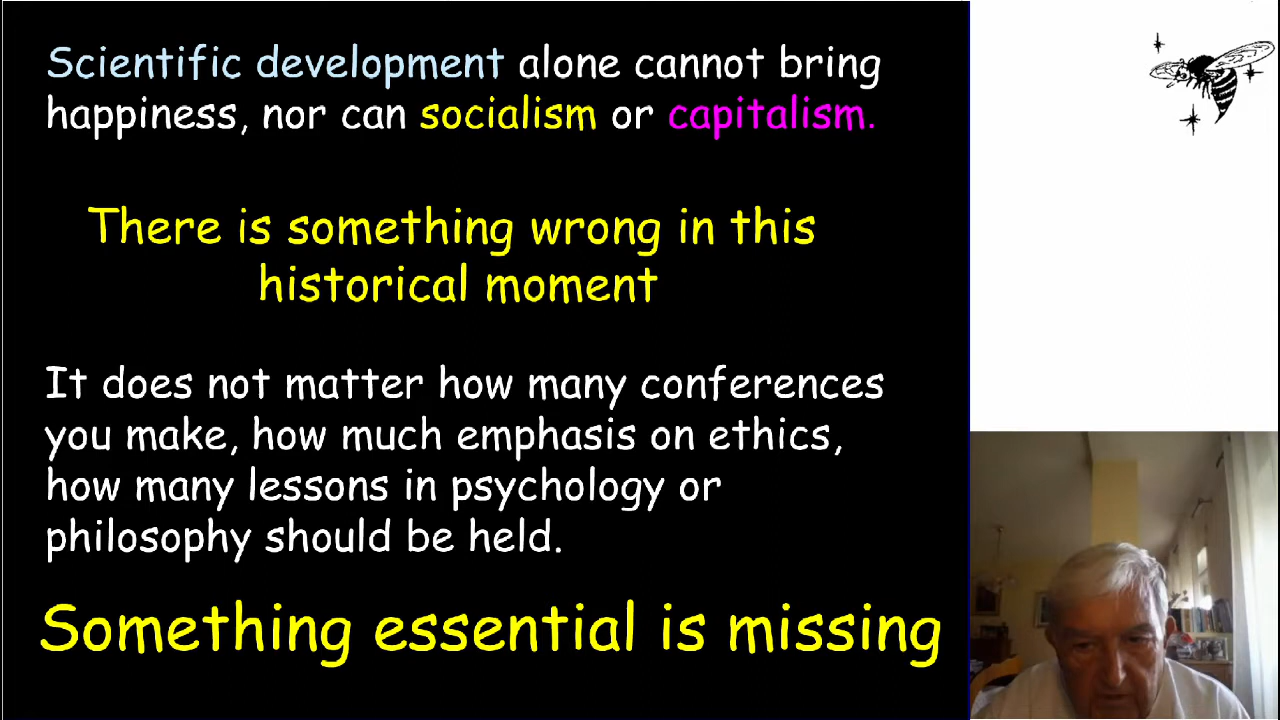 Scientific development alone cannot bring
happiness, nor can socialism or capitalism.
There is something wrong in this
historical moment
It does not matter how many conferences
you make, how much emphasis on ethics,
how many lessons in psychology or
philosophy should be held.
Something essential is missing